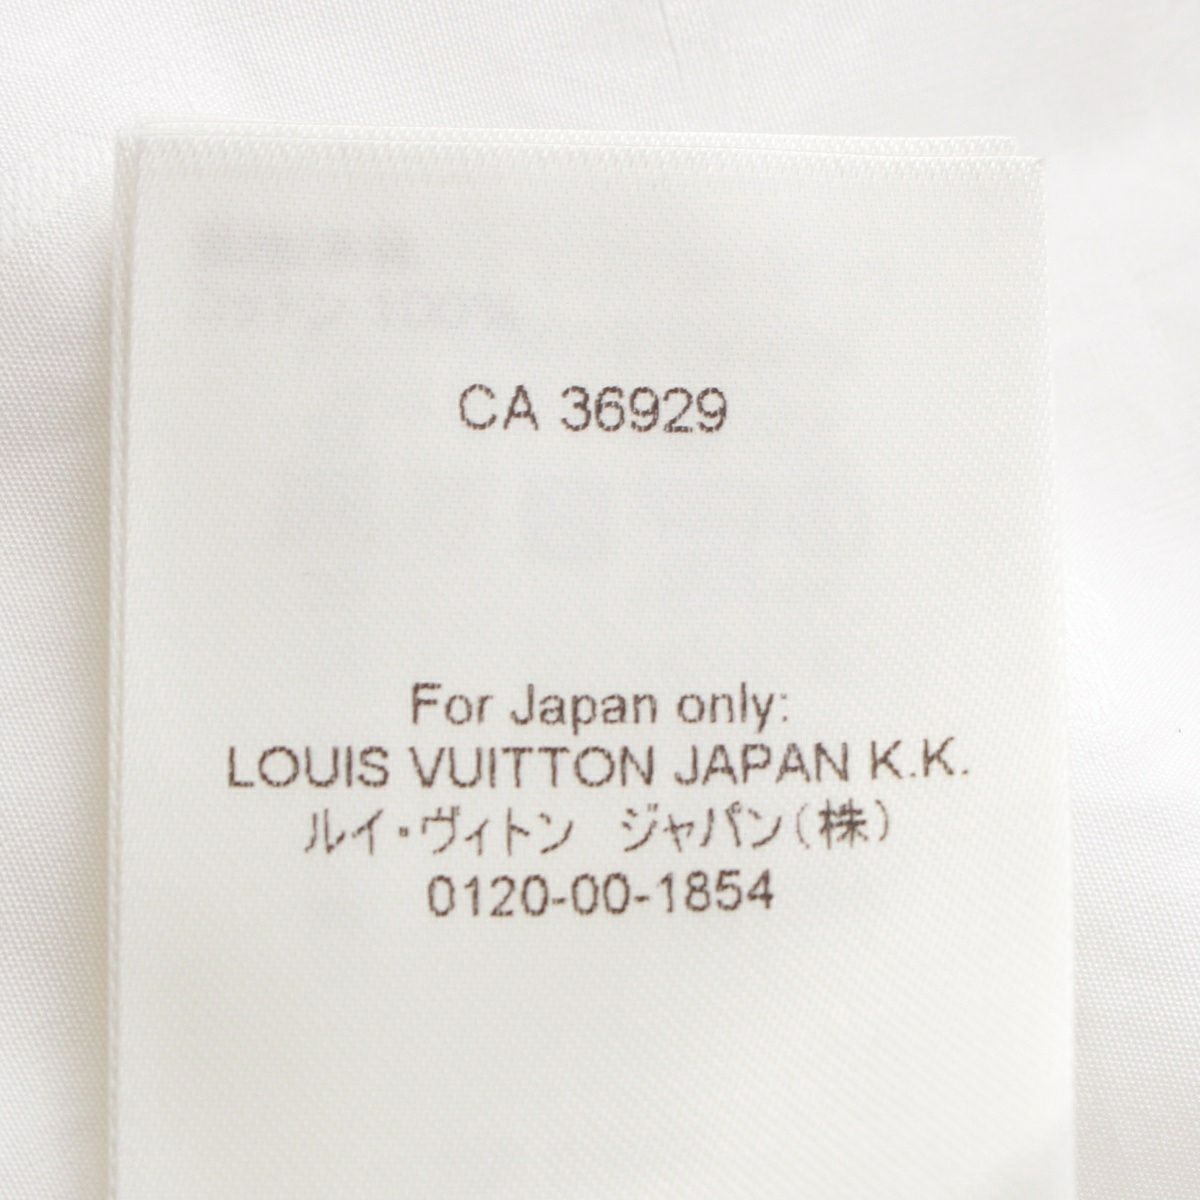 CA 36929
For Japan only:
LOUIS VUITTON JAPAN K.K.
ルイ・ヴィトン　ジャパン(株)
0120-00-1854